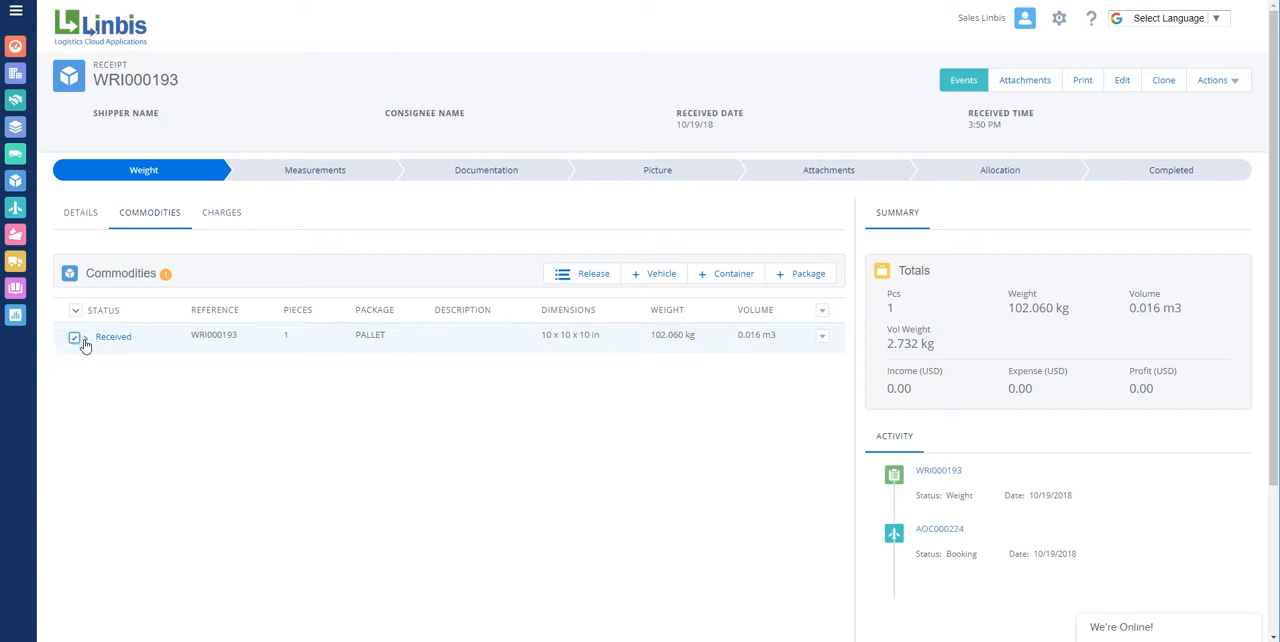 Linbis
Logistics Cloud Applications
Sales Linbis
?
G Select Language ▼
RECEIPT
WRI000193
Events
Attachments
Print
Edit
Clone
Actions
SHIPPER NAME
CONSIGNEE NAME
RECEIVED DATE
10/19/18
RECEIVED TIME
3:50 PM
Weight
Measurements
Documentation
Picture
Attachments
Allocation
Completed
DETAILS
COMMODITIES
CHARGES
Commodities 1
Release
+ Vehicle
+ Container
+ Package
STATUS REFERENCE PIECES PACKAGE DESCRIPTION DIMENSIONS WEIGHT VOLUME
Received WRI000193 1 PALLET 10 x 10 x 10 in 102.060 kg 0.016 m3
SUMMARY
Totals
Pcs
1
Weight
102.060 kg
Volume
0.016 m3
Vol Weight
2.732 kg
Income (USD)
0.00
Expense (USD)
0.00
Profit (USD)
0.00
ACTIVITY
WRI000193
Status: Weight Date: 10/19/2018
AOC000224
Status: Booking Date: 10/19/2018
We're Online!